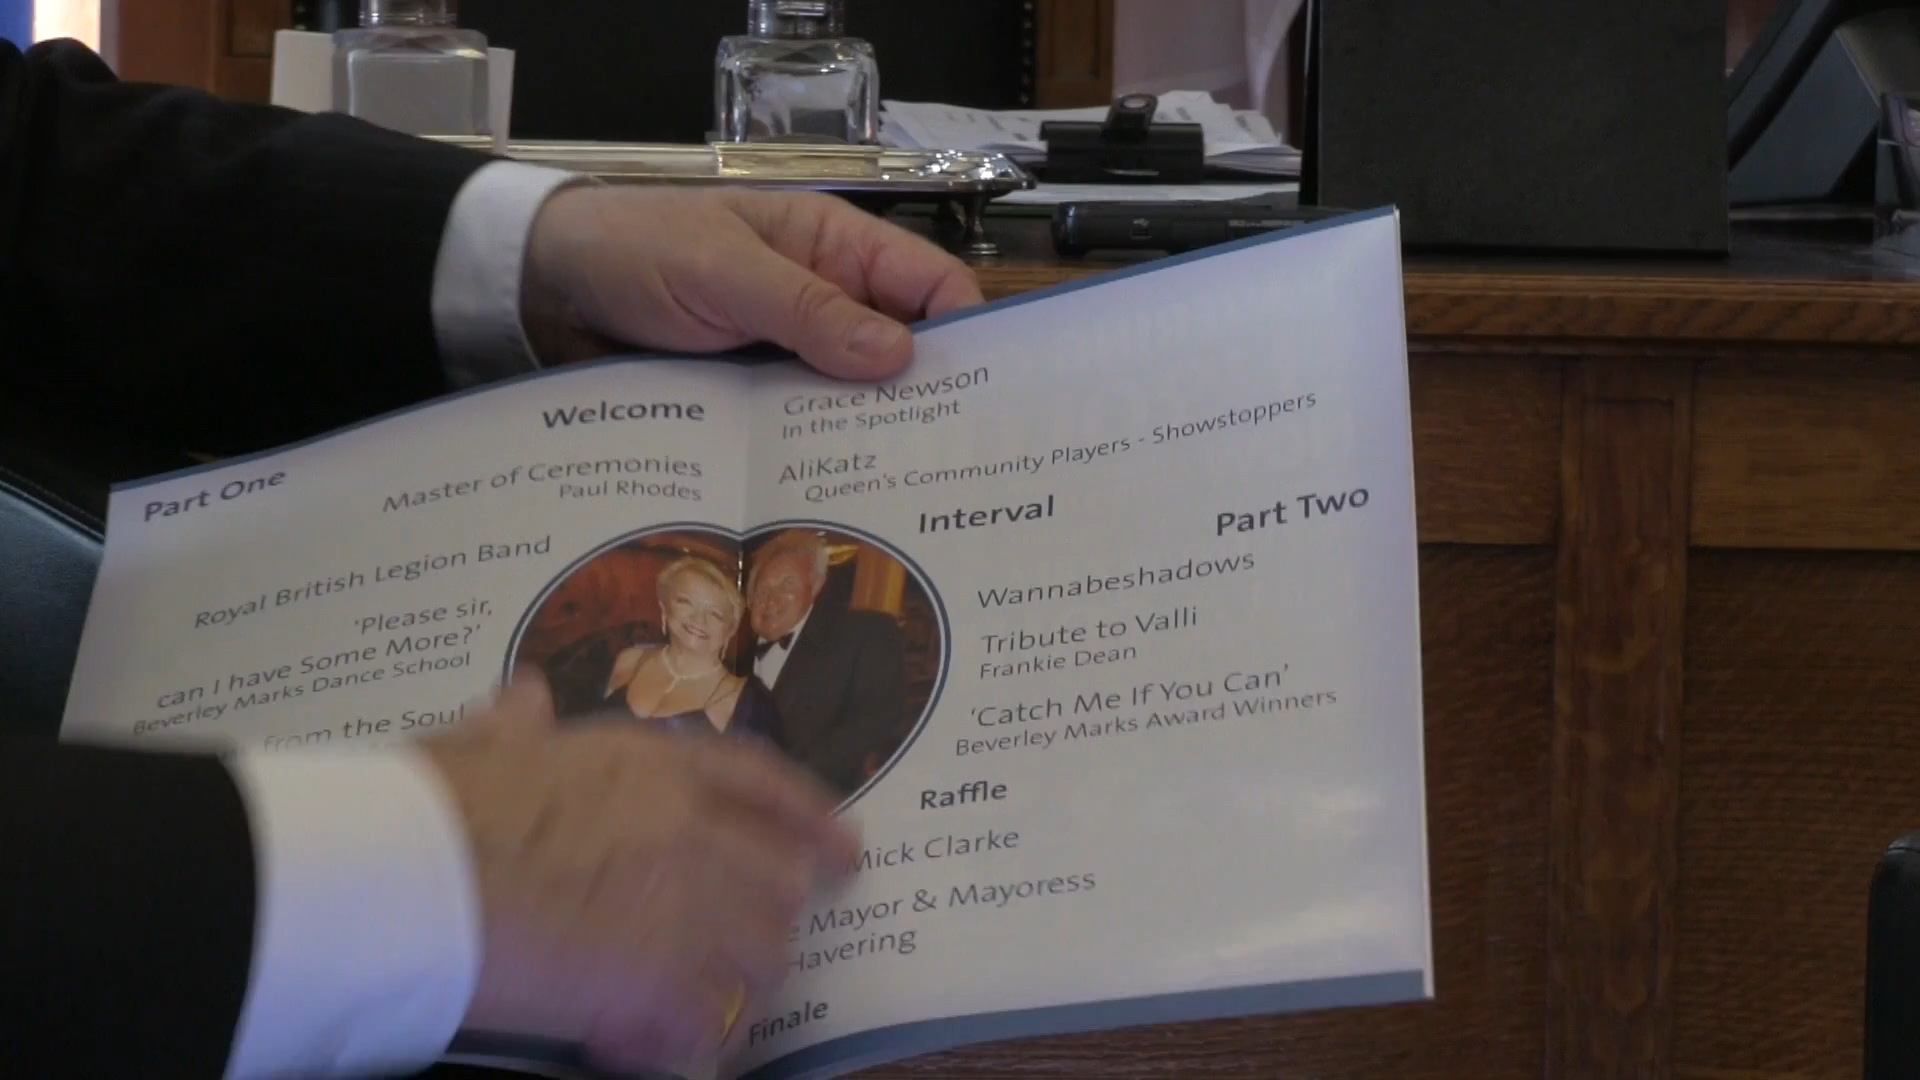 Welcome
Part One
Master of Ceremonies
Paul Rhodes
Royal British Legion Band
'Please sir,
can I have Some More?'
Beverley Marks Dance School
from the Soul
Grace Newson
In the Spotlight
AliKatz
Queen's Community Players - Showstoppers
Interval
Part Two
Wannabeshadows
Tribute to Valli
Frankie Dean
'Catch Me If You Can'
Beverley Marks Award Winners
Raffle
Mick Clarke
Mayor & Mayoress
Havering
Finale